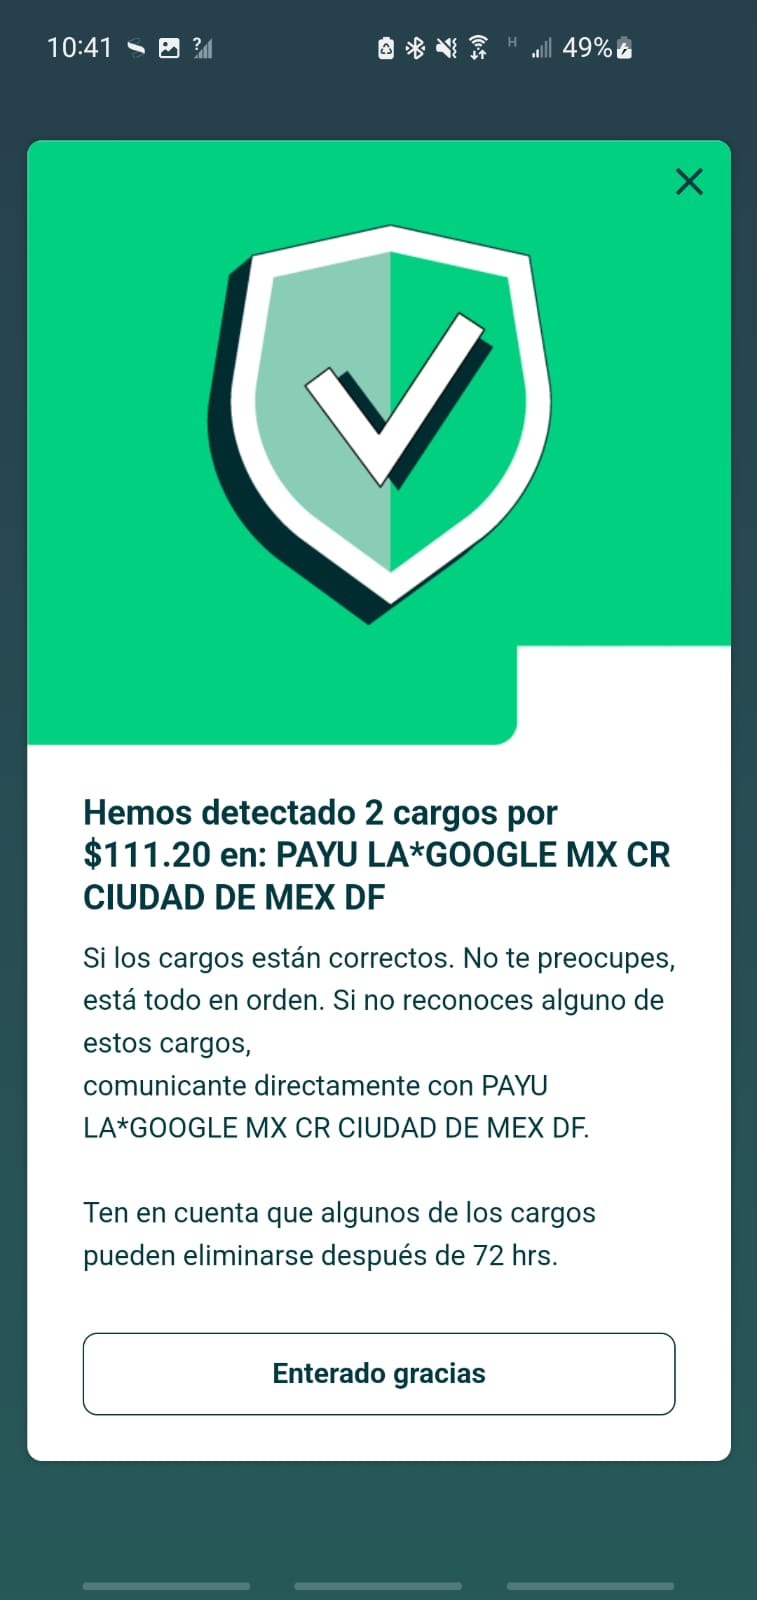 10:41
H
49%
Hemos detectado 2 cargos por
$111.20 en: PAYU LA*GOOGLE MX CR
CIUDAD DE MEX DF
Si los cargos están correctos. No te preocupes,
está todo en orden. Si no reconoces alguno de
estos cargos,
comunicante directamente con PAYU
LA*GOOGLE MX CR CIUDAD DE MEX DF.
Ten en cuenta que algunos de los cargos
pueden eliminarse después de 72 hrs.
Enterado gracias